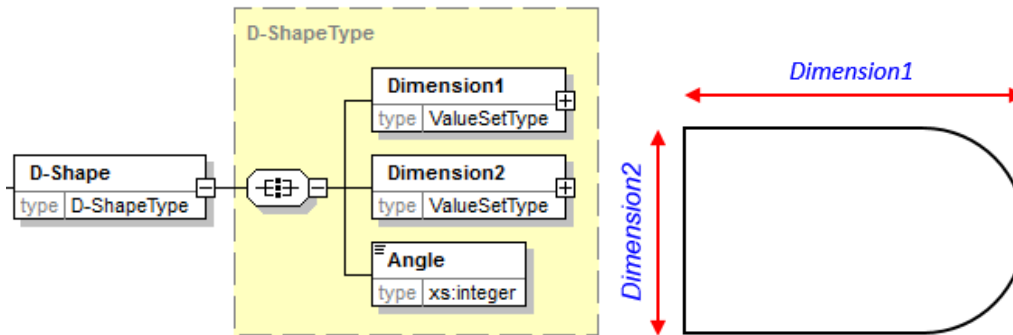 D-ShapeType
Dimension1
type ValueSetType
D-Shape
type D-ShapeType
Dimension2
type ValueSetType
Angle
type xs:integer
Dimension1
Dimension2